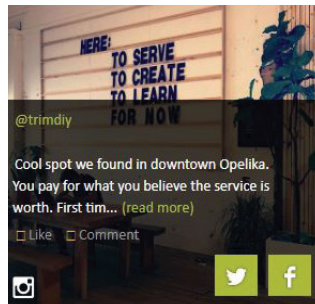 HERE:
TO SERVE
TO CREATE
TO LEARN
FOR NOW
@trimdiy
Cool spot we found in downtown Opelika.
You pay for what you believe the service is
worth. First tim... (read more)
Like Comment